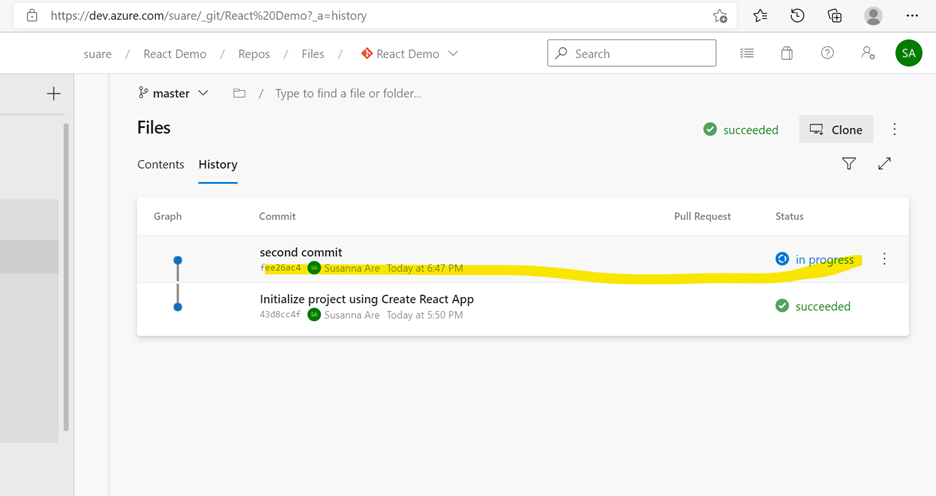 https://dev.azure.com/suare/_git/React%20Demo?_a=history
suare / React Demo / Repos / Files / React Demo
Search
SA
master / Type to find a file or folder...
Files
succeeded
Clone
Contents
History
Graph
Commit
Pull Request
Status
second commit
in progress
fee26ac4 SA Susanna Are Today at 6:47 PM
Initialize project using Create React App
43d8cc4f SA Susanna Are Today at 5:50 PM
succeeded